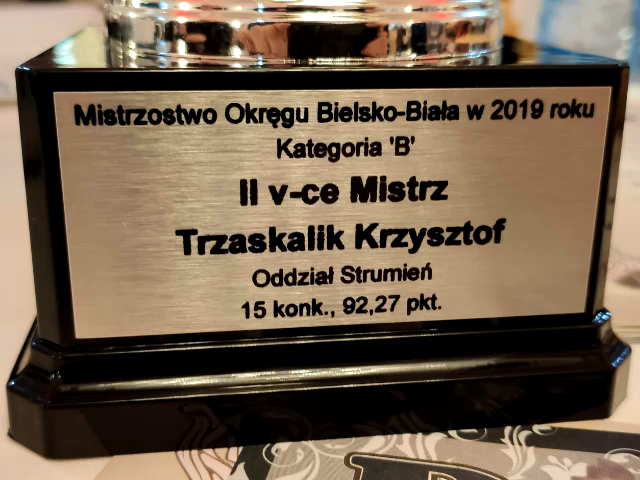 Mistrzostwo Okręgu Bielsko-Biała w 2019 roku
Kategoria 'B'
II v-ce Mistrz
Trzaskalik Krzysztof
Oddział Strumień
15 konk., 92,27 pkt.